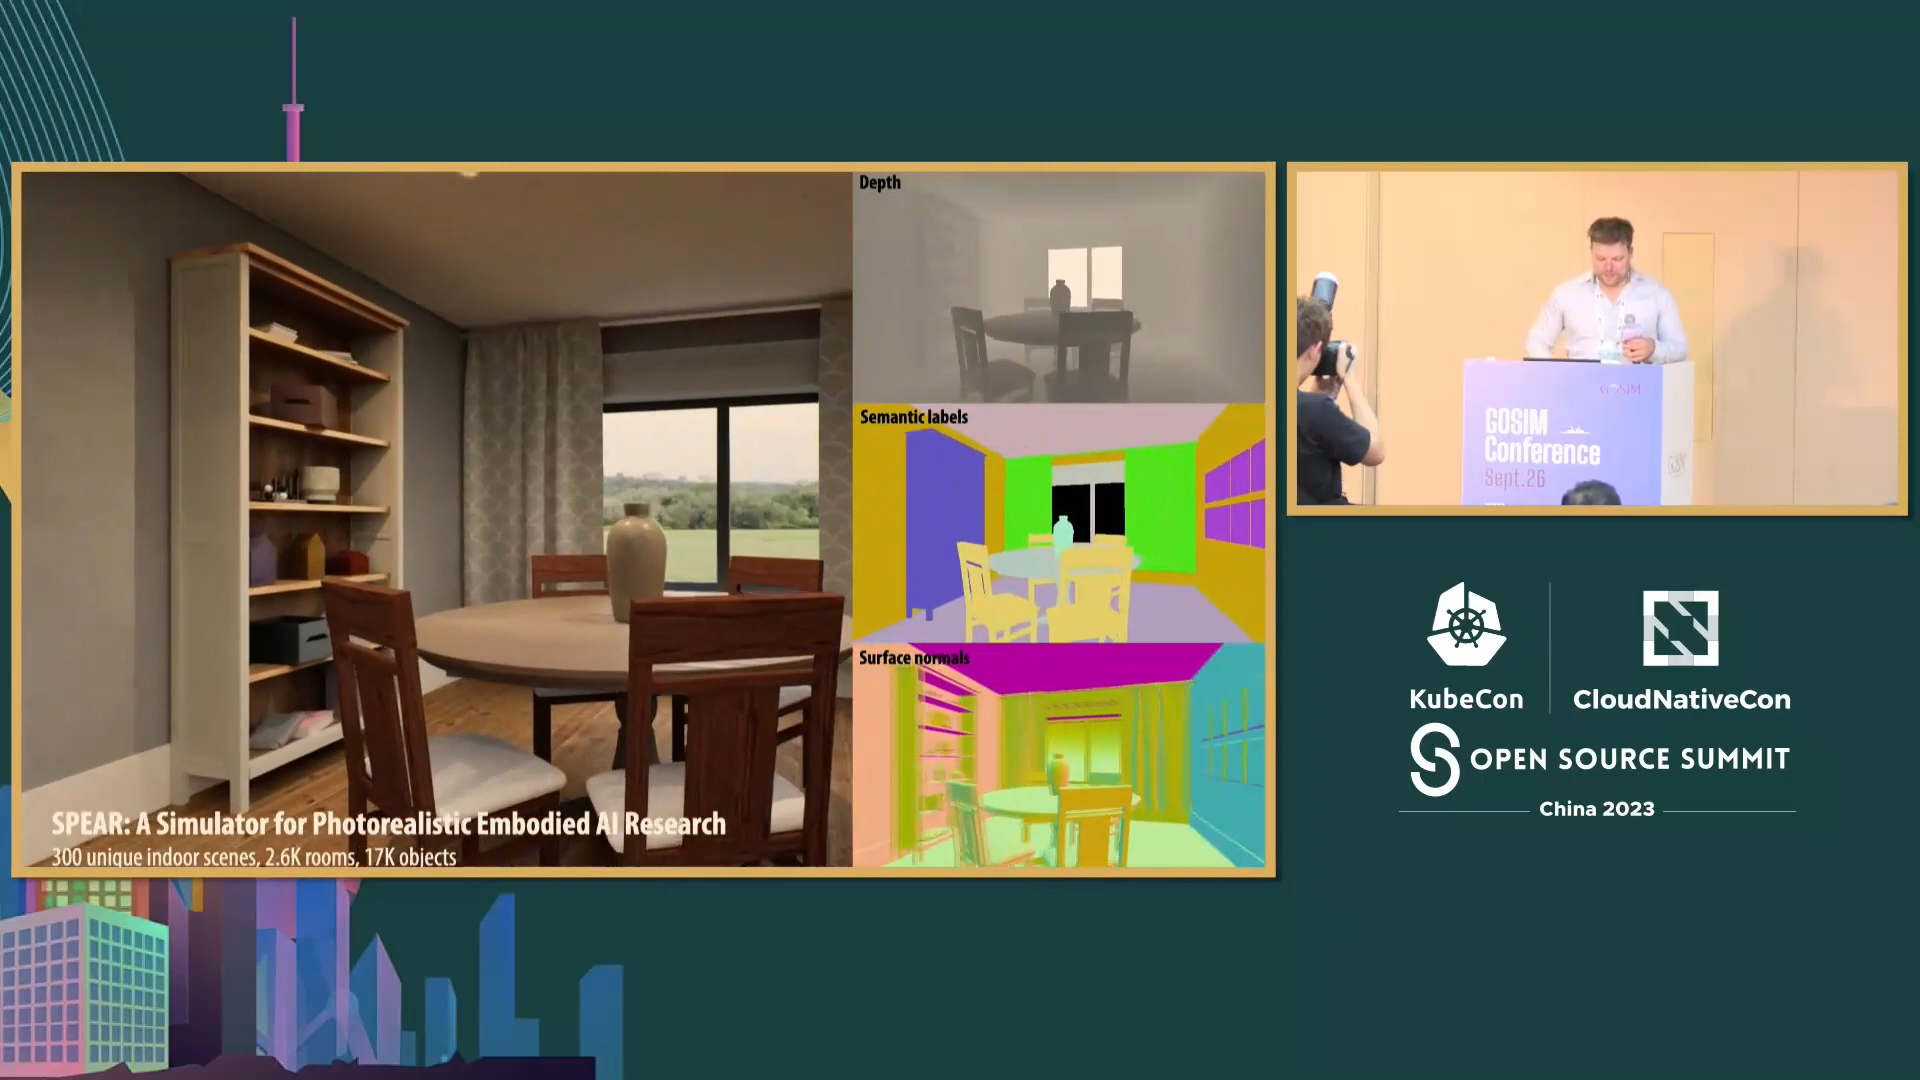 Depth
Semantic labels
Surface normals
SPEAR: A Simulator for Photorealistic Embodied AI Research
300 unique indoor scenes, 2.6K rooms, 17K objects
GOSIM
GOSIM
Conference
Sept.26
KubeCon
CloudNativeCon
OPEN SOURCE SUMMIT
China 2023